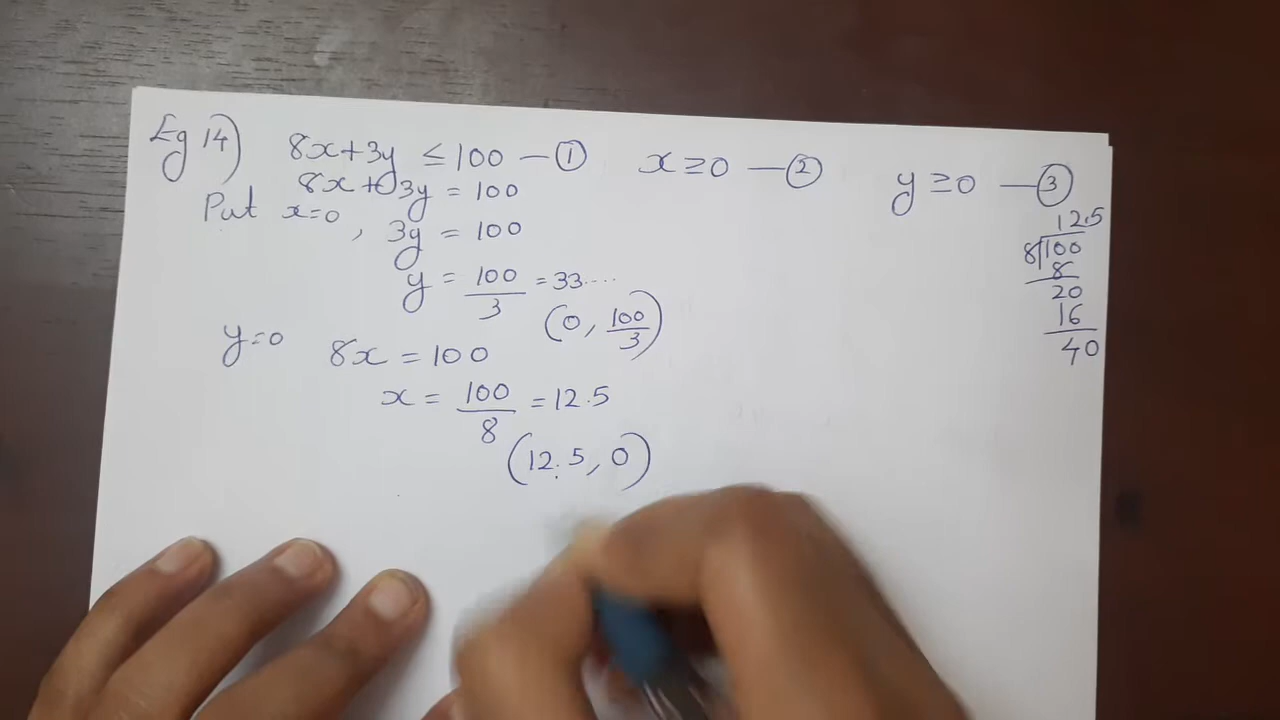 Eg 14) 8x+3y ≤ 100 — ① x ≥ 0 — ② y ≥ 0 — ③
8x + 3y = 100
Put x=0, 3y = 100
y = 100/3 = 33....
(0, 100/3)
y=0 8x = 100
x = 100/8 = 12.5
(12.5, 0)
12.5
8)100
8
20
16
40